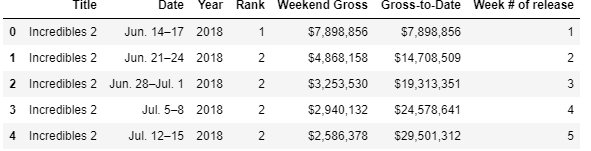 Title Date Year Rank Weekend Gross Gross-to-Date Week # of release
0 Incredibles 2 Jun. 14–17 2018 1 $7,898,856 $7,898,856 1
1 Incredibles 2 Jun. 21–24 2018 2 $4,868,158 $14,708,509 2
2 Incredibles 2 Jun. 28–Jul. 1 2018 2 $3,253,530 $19,313,351 3
3 Incredibles 2 Jul. 5–8 2018 2 $2,940,132 $24,578,641 4
4 Incredibles 2 Jul. 12–15 2018 2 $2,586,378 $29,501,312 5